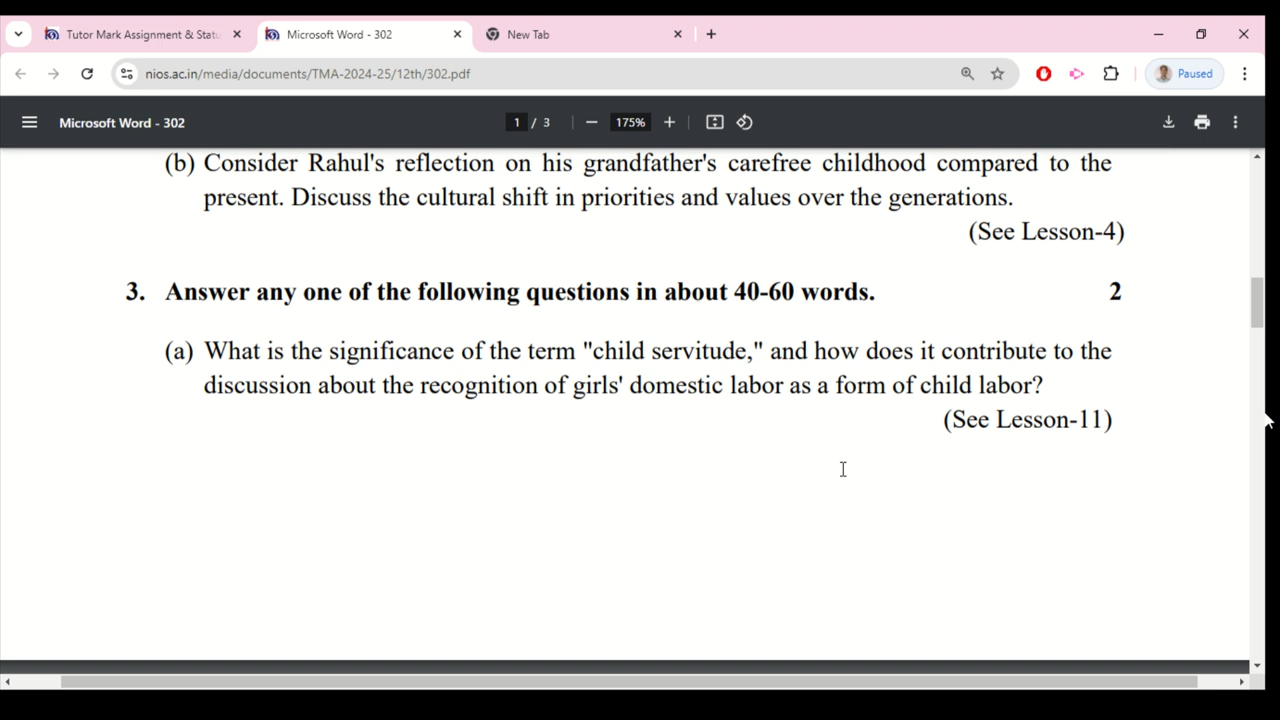 Tutor Mark Assignment & Statu
Microsoft Word - 302
New Tab
nios.ac.in/media/documents/TMA-2024-25/12th/302.pdf
Paused
Microsoft Word - 302
1 / 3
175%
(b) Consider Rahul's reflection on his grandfather's carefree childhood compared to the
present. Discuss the cultural shift in priorities and values over the generations.
(See Lesson-4)
3. Answer any one of the following questions in about 40-60 words. 2
(a) What is the significance of the term "child servitude," and how does it contribute to the
discussion about the recognition of girls' domestic labor as a form of child labor?
(See Lesson-11)